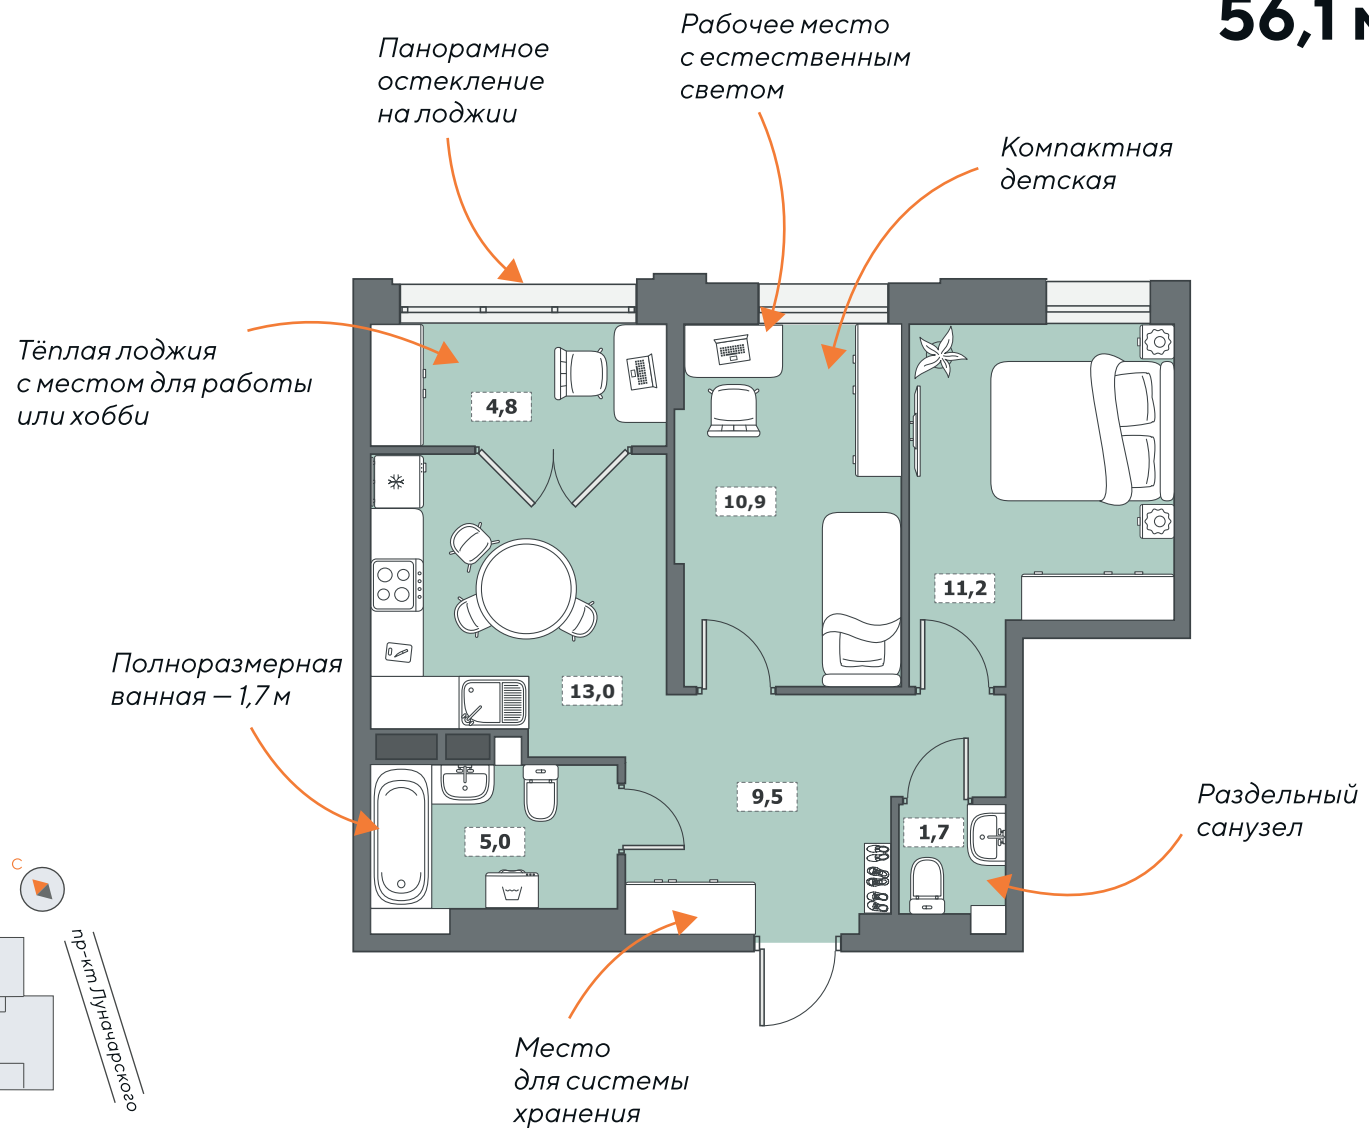 56,1 м
Рабочее место
с естественным
светом
Панорманое
остекление
на лоджии
Компактная
детская
Тёплая лоджия
с местом для работы
или хобби
4,8
10,9
11,2
Полноразмерная
ванная – 1,7 м
13,0
9,5
Раздельный
санузел
1,7
5,0
С
пр-кт Луначарского
Место
для системы
хранения